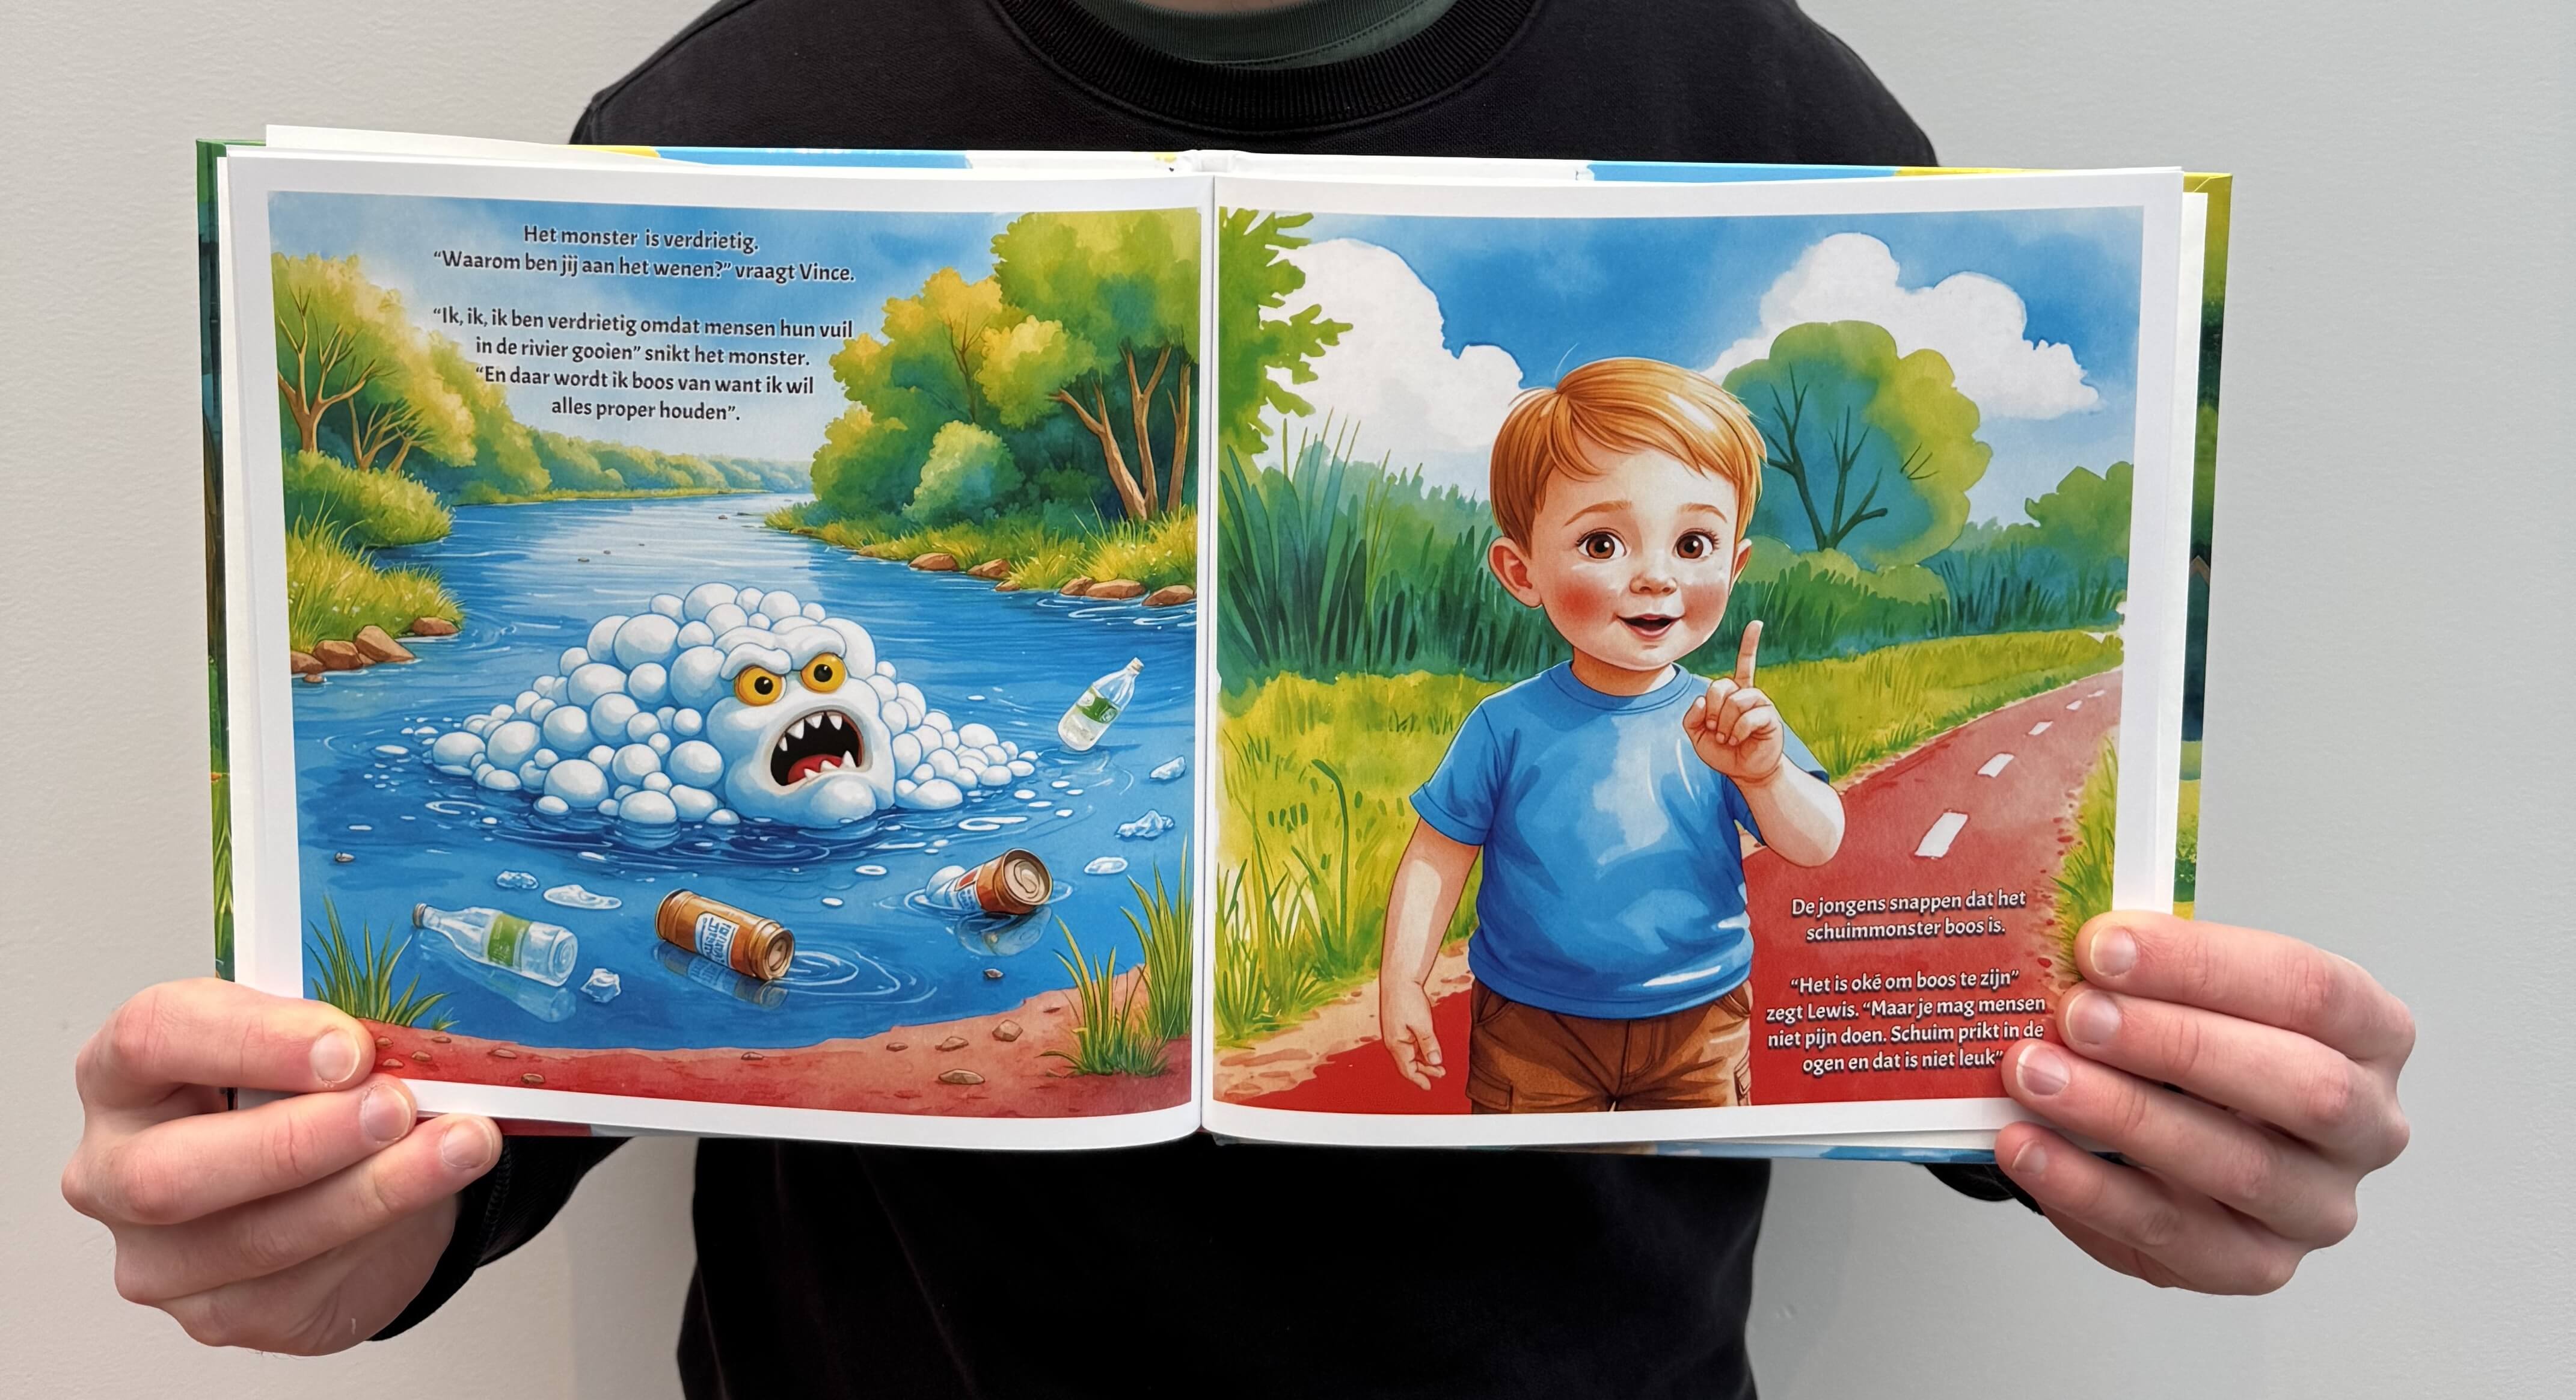 Het monster is verdrietig.
“Waarom ben jij aan het wenen?” vraagt Vince.
“Ik, ik, ik ben verdrietig omdat mensen hun vuil
in de rivier gooien” snikt het monster.
“En daar wordt ik boos van want ik wil
alles proper houden”.
De jongens snappen dat het
schuimmonster boos is.
“Het is oké om boos te zijn”
zegt Lewis. “Maar je mag mensen
niet pijn doen. Schuim prikt in de
ogen en dat is niet leuk”